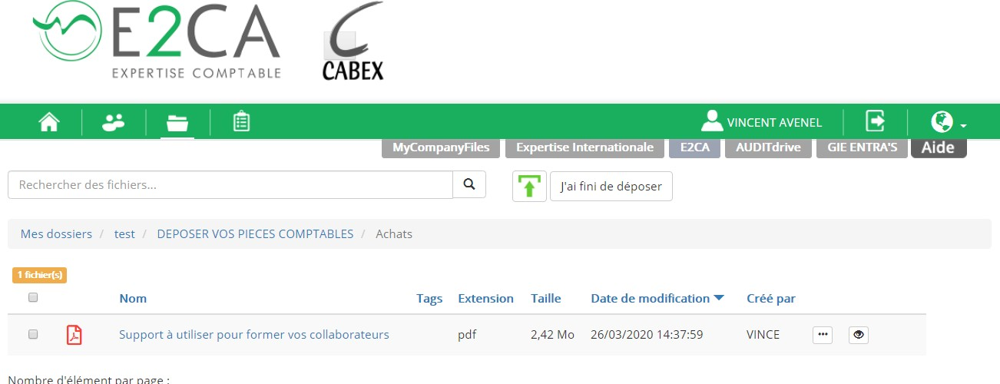 E2CA
EXPERTISE COMPTABLE
CABEX
VINCENT AVENEL
MyCompanyFiles Expertise Internationale E2CA AUDITdrive GIE ENTRA'S Aide
Rechercher des fichiers... J'ai fini de déposer
Mes dossiers / test / DEPOSER VOS PIECES COMPTABLES / Achats
1 fichier(s)
Nom Tags Extension Taille Date de modification Créé par
Support à utiliser pour former vos collaborateurs pdf 2,42 Mo 26/03/2020 14:37:59 VINCE
Nombre d'élément par page :